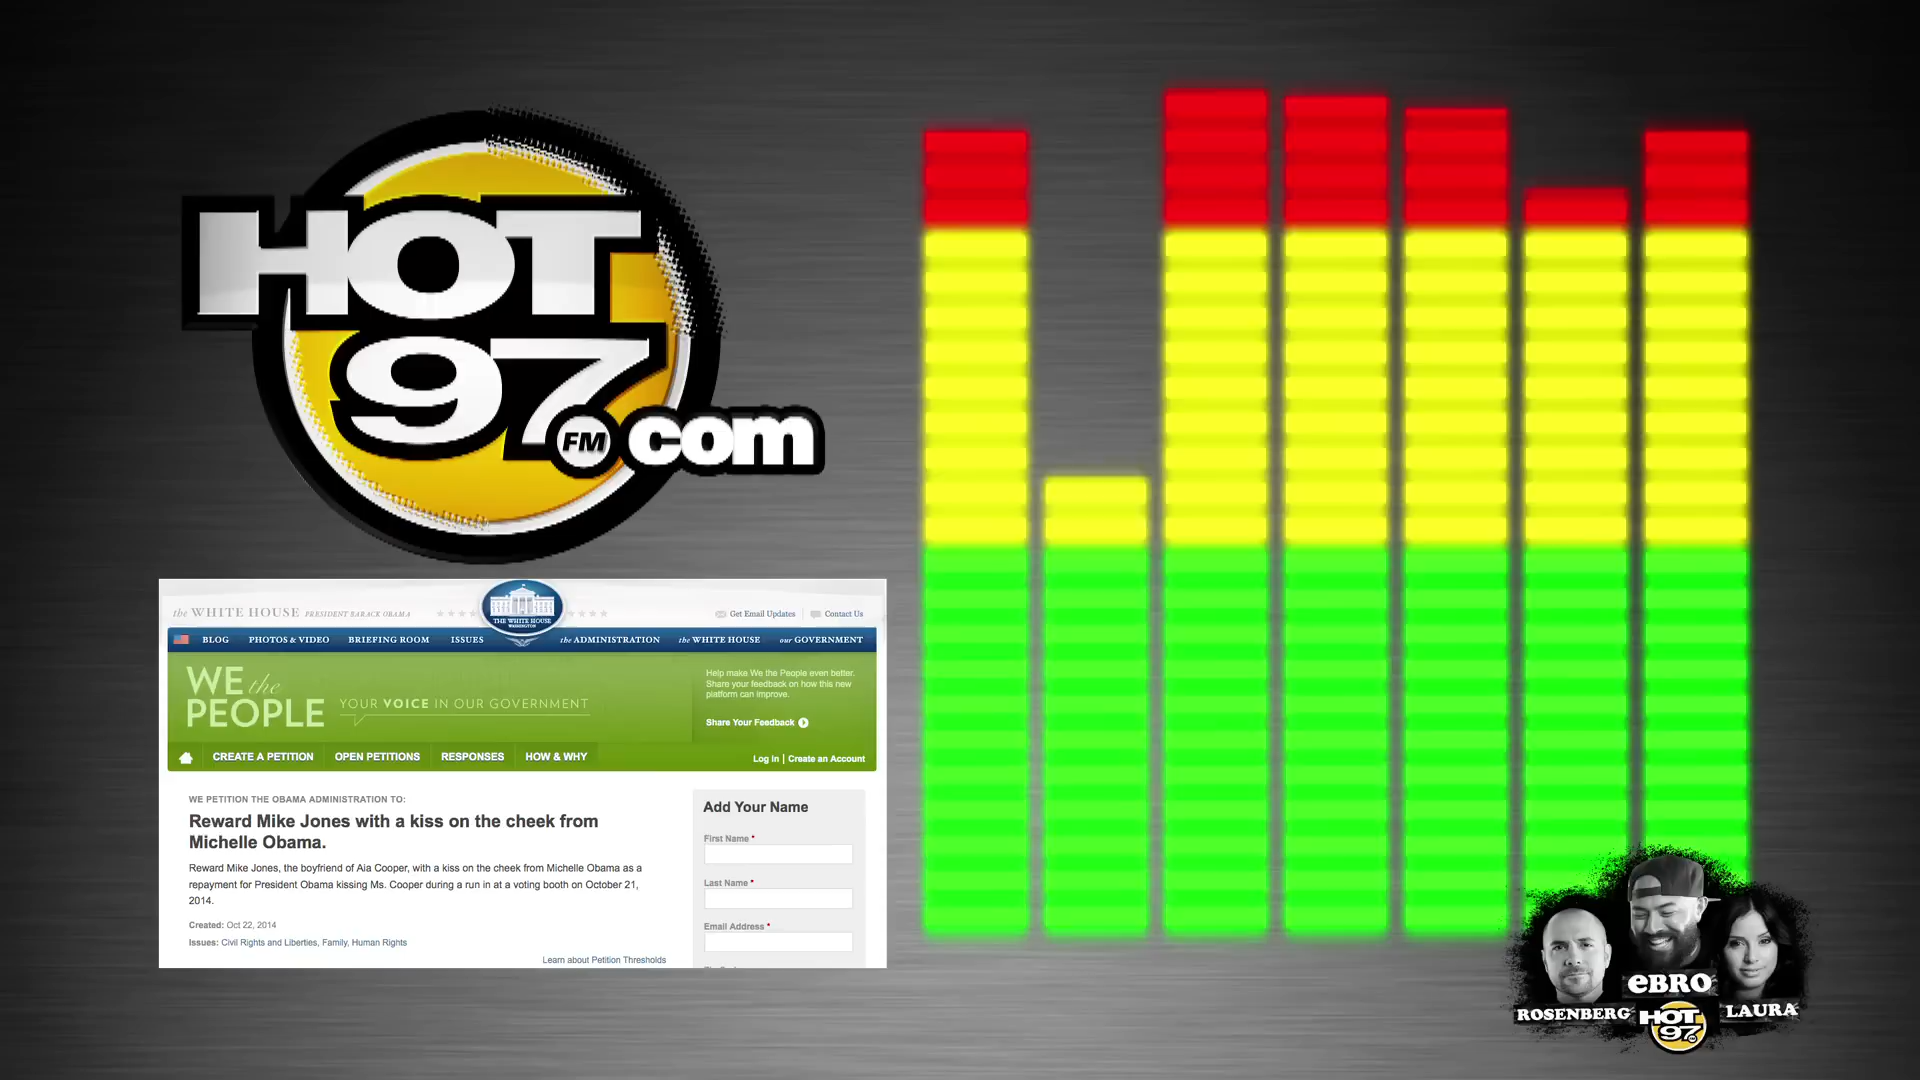 HOT
97
FM
.com
the WHITE HOUSE PRESIDENT BARACK OBAMA
THE WHITE HOUSE
WASHINGTON
Get Email Updates
Contact Us
BLOG PHOTOS & VIDEO BRIEFING ROOM ISSUES the ADMINISTRATION the WHITE HOUSE our GOVERNMENT
WE the
PEOPLE
YOUR VOICE IN OUR GOVERNMENT
Help make We the People even better.
Share your feedback on how this new
platform can improve.
Share Your Feedback
CREATE A PETITION OPEN PETITIONS RESPONSES HOW & WHY
Log In | Create an Account
WE PETITION THE OBAMA ADMINISTRATION TO:
Reward Mike Jones with a kiss on the cheek from
Michelle Obama.
Reward Mike Jones, the boyfriend of Aia Cooper, with a kiss on the cheek from Michelle Obama as a
repayment for President Obama kissing Ms. Cooper during a run in at a voting booth on October 21,
2014.
Created: Oct 22, 2014
Issues: Civil Rights and Liberties, Family, Human Rights
Learn about Petition Thresholds
Add Your Name
First Name *
Last Name *
Email Address *
ROSENBERG
eBRO
LAURA
HOT
97